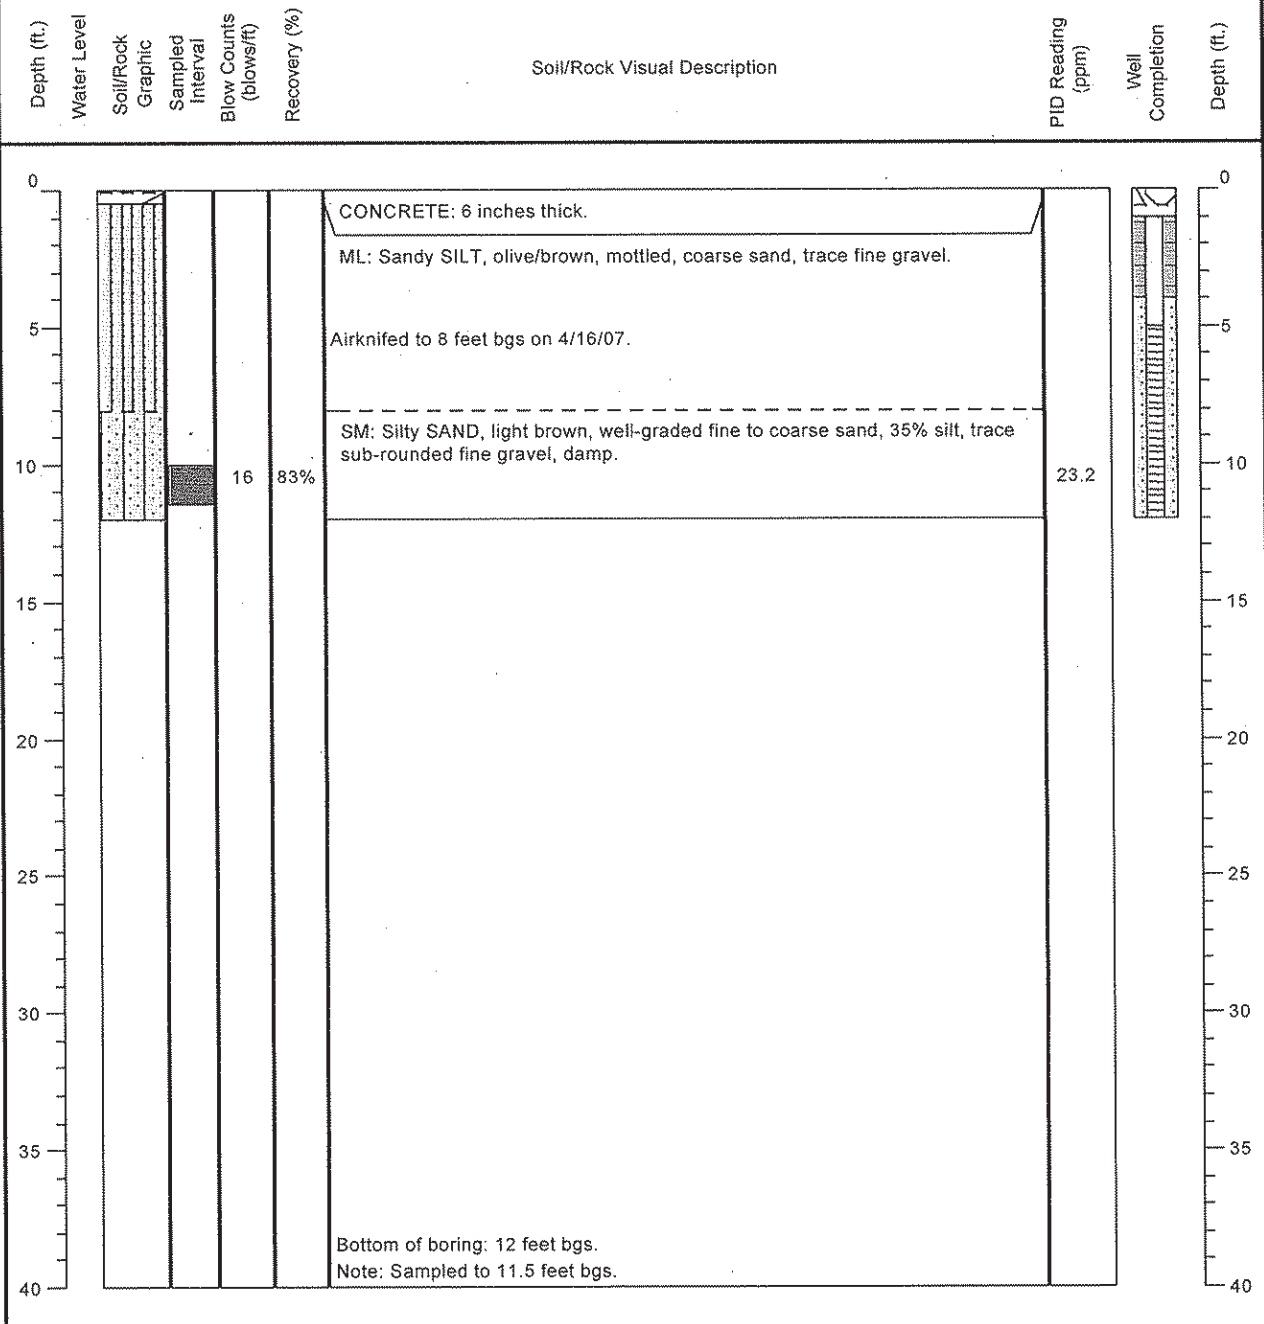 Depth (ft.)
Water Level
Soil/Rock
Graphic
Sampled
Interval
Blow Counts
(blows/ft)
Recovery (%)
Soil/Rock Visual Description
PID Reading
(ppm)
Well
Completion
Depth (ft.)
0
0
CONCRETE: 6 inches thick.
ML: Sandy SILT, olive/brown, mottled, coarse sand, trace fine gravel.
5
Airknifed to 8 feet bgs on 4/16/07.
5
SM: Silty SAND, light brown, well-graded fine to coarse sand, 35% silt, trace
sub-rounded fine gravel, damp.
10
16
83%
23.2
10
15
15
20
20
25
25
30
30
35
35
Bottom of boring: 12 feet bgs.
Note: Sampled to 11.5 feet bgs.
40
40